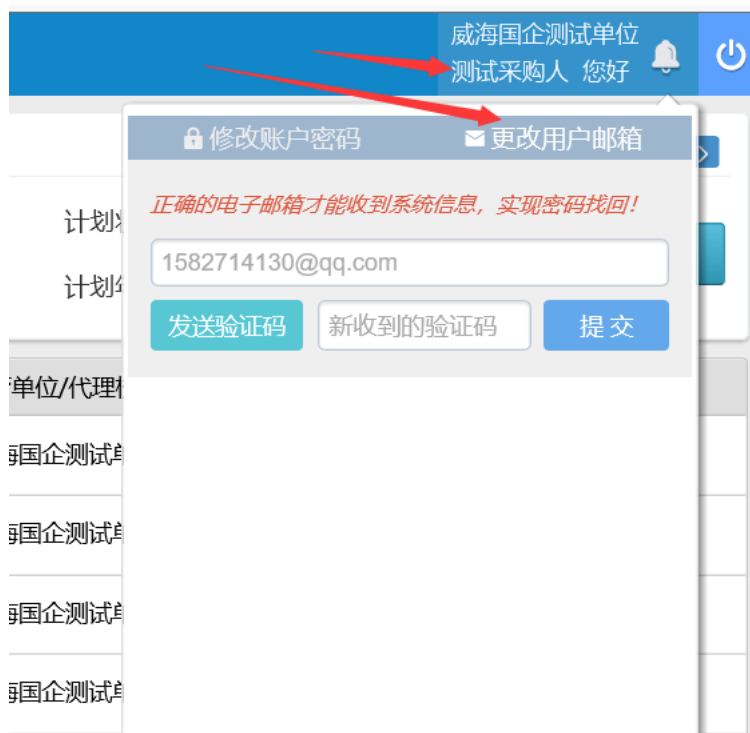 威海国企测试单位
测试采购人 您好
修改账户密码 更改用户邮箱
正确的电子邮箱才能收到系统信息，实现密码找回！
计划
1582714130@qq.com
计划
发送验证码 新收到的验证码 提交
单位/代理
国企测试
国企测试
国企测试
国企测试